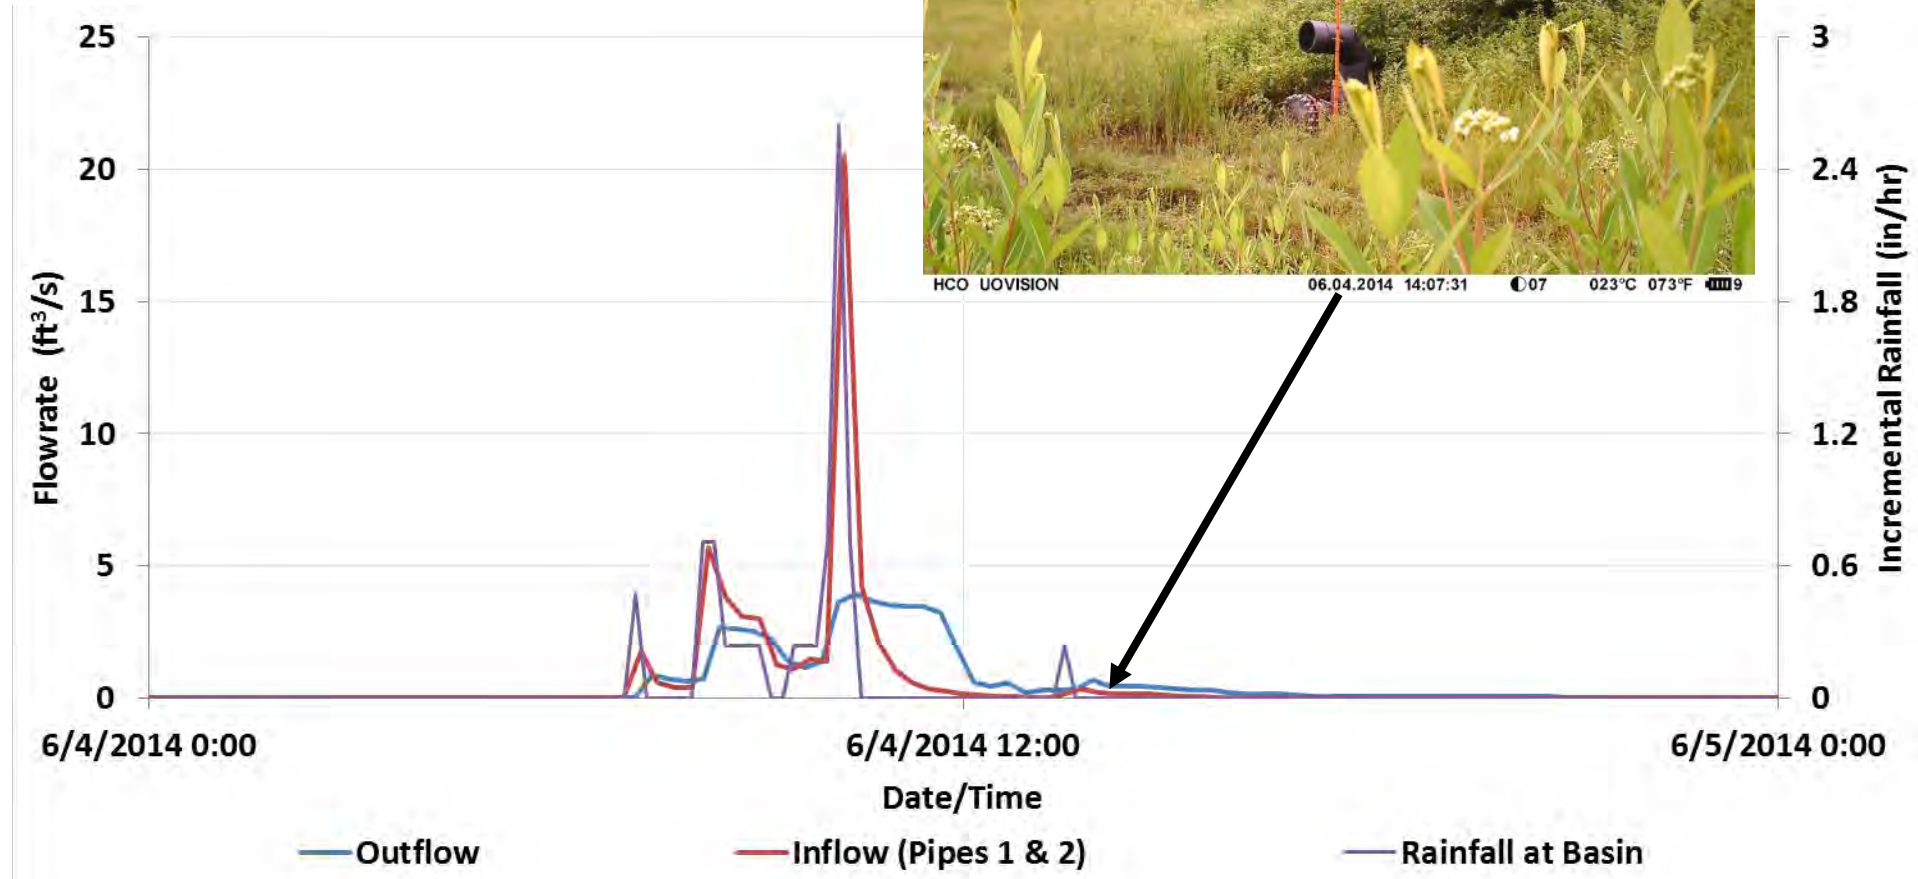 HCO UOVISION 06.04.2014 14:07:31 07 023°C 073°F 9
Flowrate (ft³/s)
25
20
15
10
5
0
3
2.4
1.8
1.2
0.6
0
Incremental Rainfall (in/hr)
6/4/2014 0:00 6/4/2014 12:00 6/5/2014 0:00
Date/Time
Outflow Inflow (Pipes 1 & 2) Rainfall at Basin